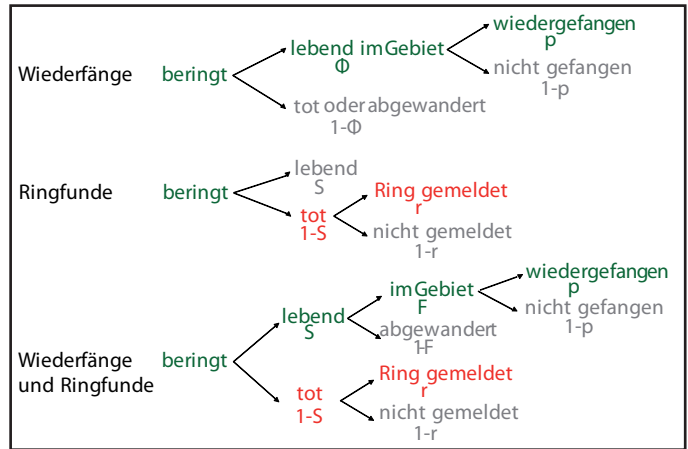 wiedergefangen
p
lebend im Gebiet
Φ
Wiederfänge
beringt
nicht gefangen
1-p
tot oder abgewandert
1-Φ
lebend
S
Ringfunde
beringt
Ring gemeldet
r
tot
1-S
nicht gemeldet
1-r
wiedergefangen
p
im Gebiet
F
nicht gefangen
1-p
lebend
S
abgewandert
1-F
Wiederfänge
und Ringfunde
beringt
Ring gemeldet
r
tot
1-S
nicht gemeldet
1-r